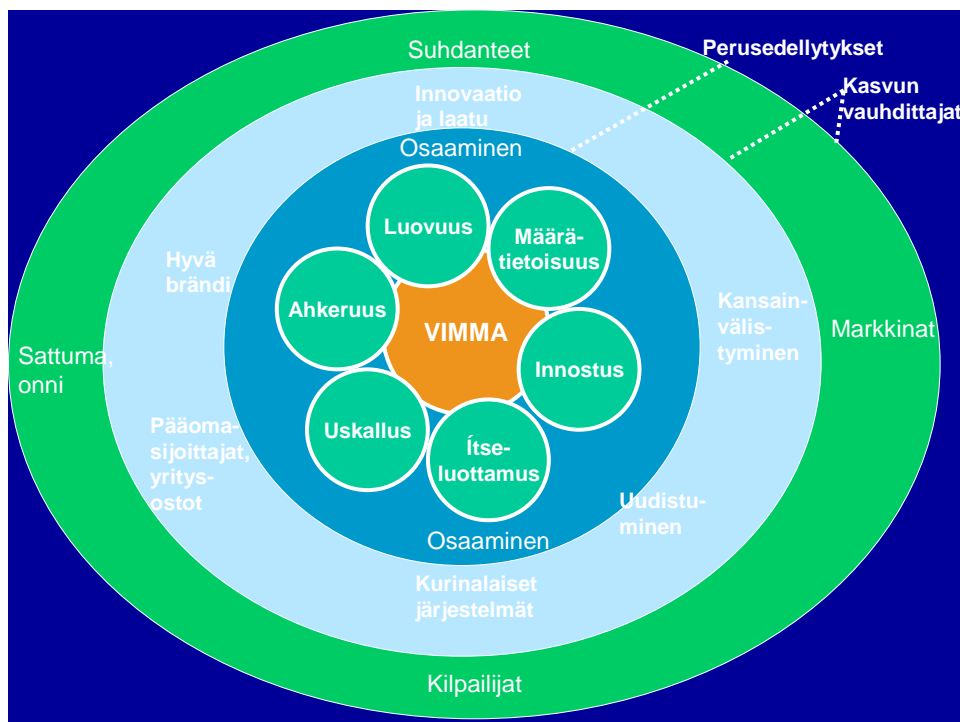 Suhdanteet
Perusedellytykset
Kasvun
vauhdittajat
Innovaatio
ja laatu
Osaaminen
Luovuus
Määrä-
tietoisuus
Hyvä
brändi
Ahkeruus
VIMMA
Kansain-
välis-
tyminen
Markkinat
Sattuma,
onni
Innostus
Uskallus
Ítse-
luottamus
Pääoma-
sijoittajat,
yritys-
ostot
Uudistu-
minen
Osaaminen
Kurinalaiset
järjestelmät
Kilpailijat